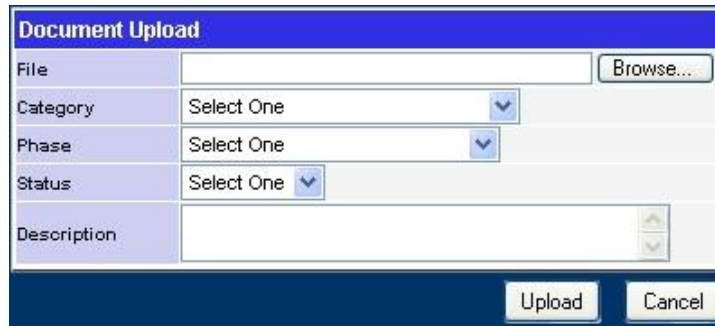 Document Upload
File Browse...
Category Select One
Phase Select One
Status Select One
Description
Upload Cancel